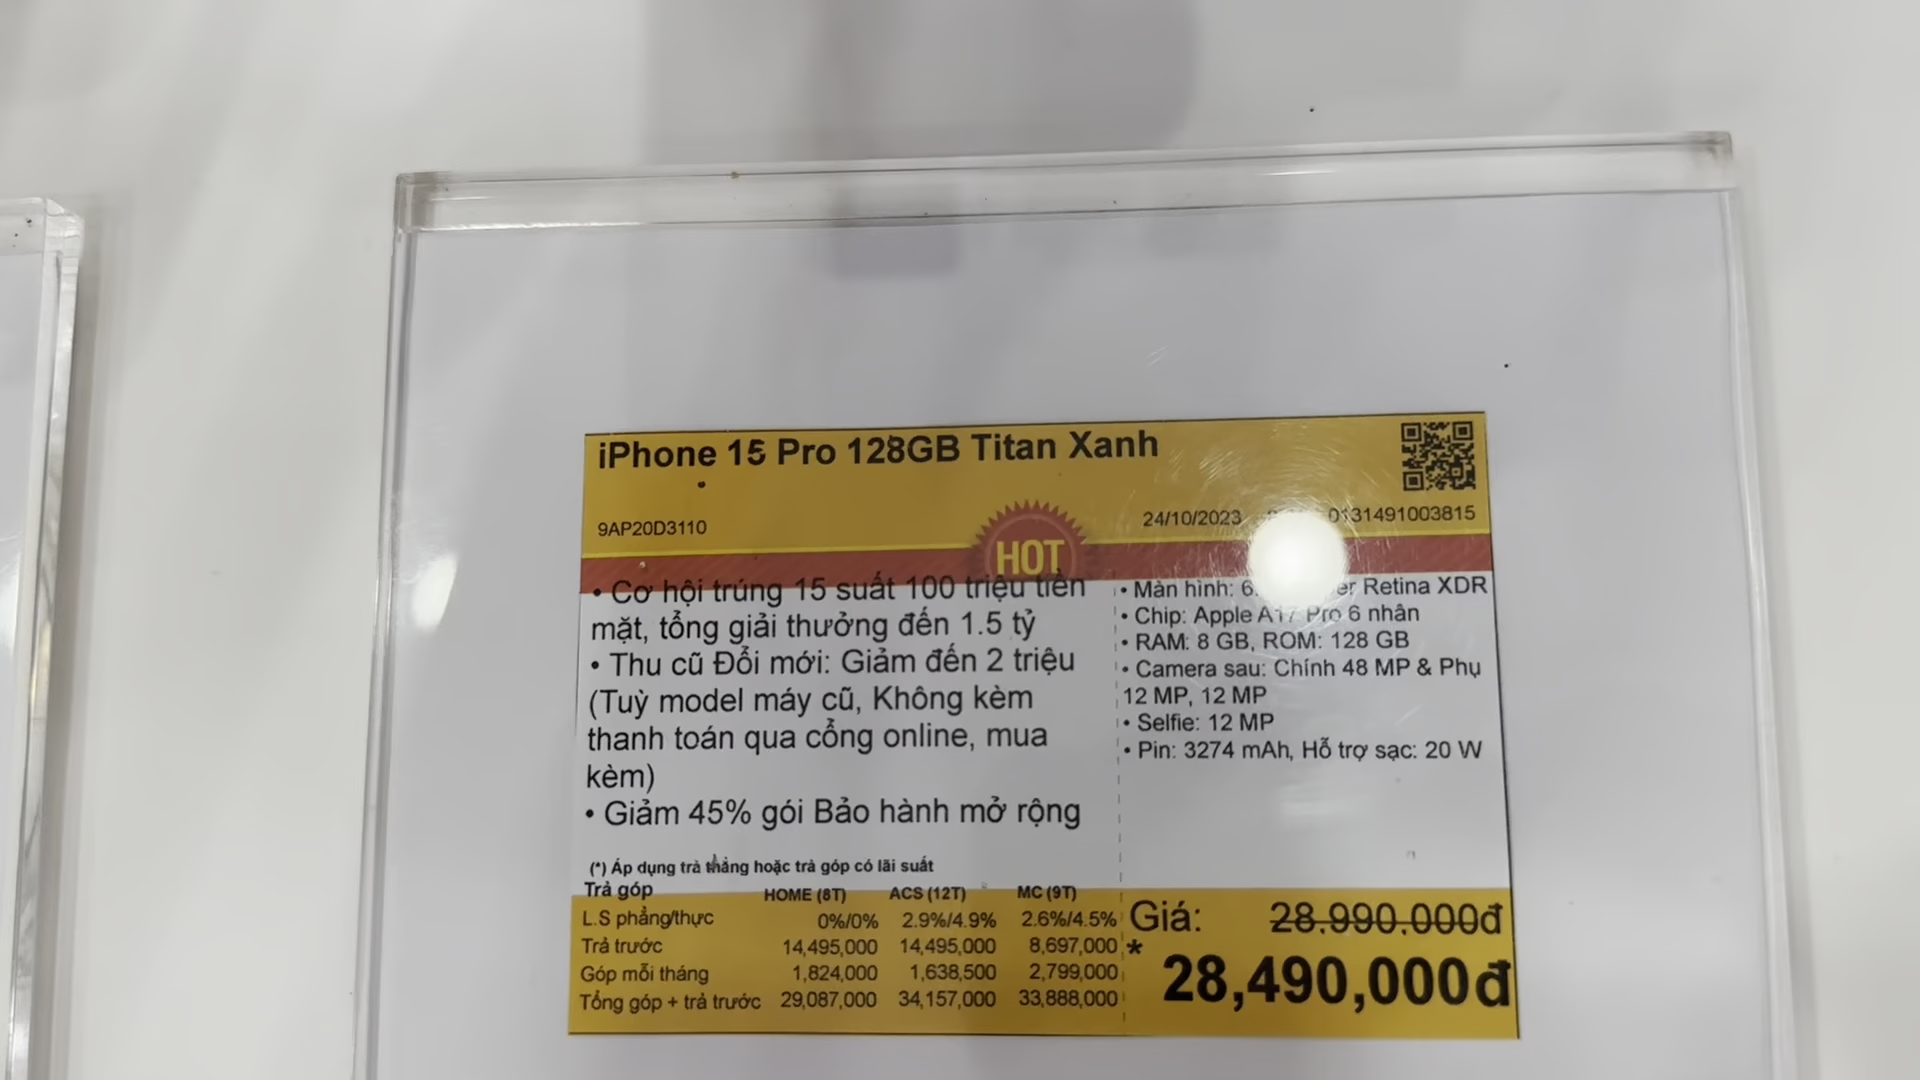 iPhone 15 Pro 128GB Titan Xanh
9AP20D3110
24/10/2023 0131491003815
HOT
• Cơ hội trúng 15 suất 100 triệu tiền
mặt, tổng giải thưởng đến 1.5 tỷ
• Thu cũ Đổi mới: Giảm đến 2 triệu
(Tuỳ model máy cũ, Không kèm
thanh toán qua cổng online, mua
kèm)
• Giảm 45% gói Bảo hành mở rộng
• Màn hình: Retina XDR
• Chip: Apple A17 Pro 6 nhân
• RAM: 8 GB, ROM: 128 GB
• Camera sau: Chính 48 MP & Phụ
12 MP, 12 MP
• Selfie: 12 MP
• Pin: 3274 mAh, Hỗ trợ sạc: 20 W
(*) Áp dụng trả thẳng hoặc trả góp có lãi suất
Trả góp HOME (8T) ACS (12T) MC (9T)
L.S phẳng/thực 0%/0% 2.9%/4.9% 2.6%/4.5%
Trả trước 14,495,000 14,495,000 8,697,000
Góp mỗi tháng 1,824,000 1,638,500 2,799,000
Tổng góp + trả trước 29,087,000 34,157,000 33,888,000
Giá: 28.990.000đ
* 28,490,000đ